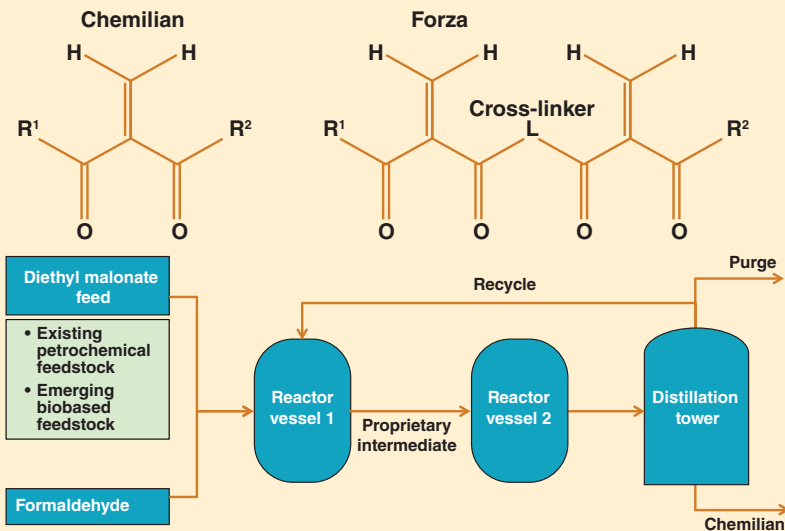 Chemilian
Forza
H H H H H H
Cross-linker
R¹ R² R¹ L R²
O O O O O O
Diethyl malonate
feed
• Existing
petrochemical
feedstock
• Emerging
biobased
feedstock
Formaldehyde
Recycle
Purge
Reactor
vessel 1
Proprietary
intermediate
Reactor
vessel 2
Distillation
tower
Chemilian